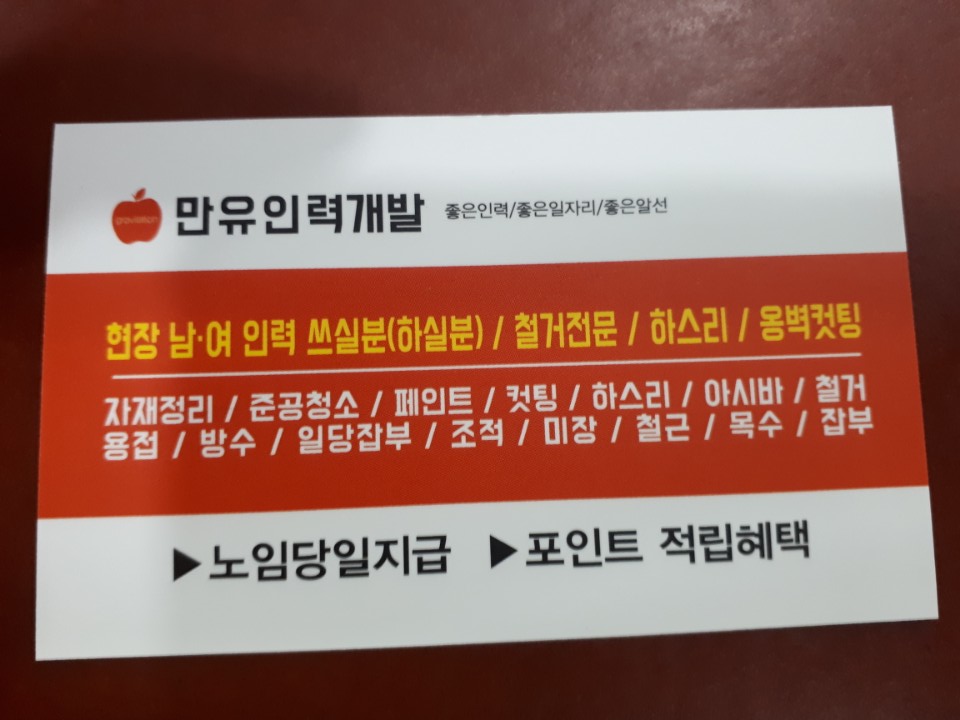 만유인력개발 좋은인력/좋은일자리/좋은알선
현장 남·여 인력 쓰실분(하실분) / 철거전문 / 하스리 / 옹벽컷팅
자재정리 / 준공청소 / 페인트 / 컷팅 / 하스리 / 아시바 / 철거
용접 / 방수 / 일당잡부 / 조적 / 미장 / 철근 / 목수 / 잡부
▶노임당일지급 ▶포인트 적립혜택